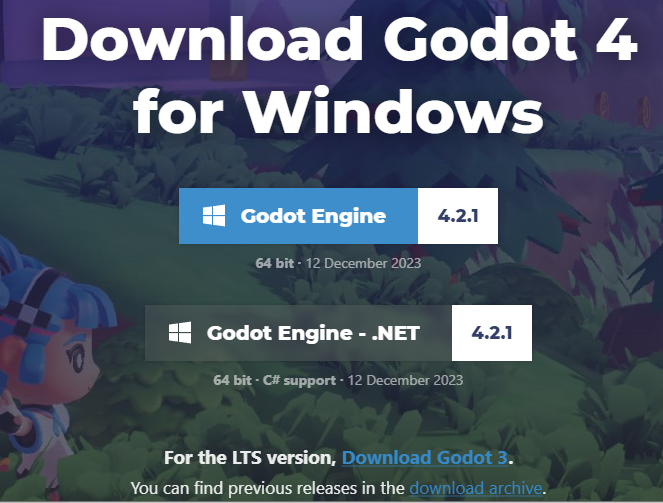 Download Godot 4
for Windows
Godot Engine 4.2.1
64 bit · 12 December 2023
Godot Engine - .NET 4.2.1
64 bit · C# support · 12 December 2023
For the LTS version, Download Godot 3.
You can find previous releases in the download archive.